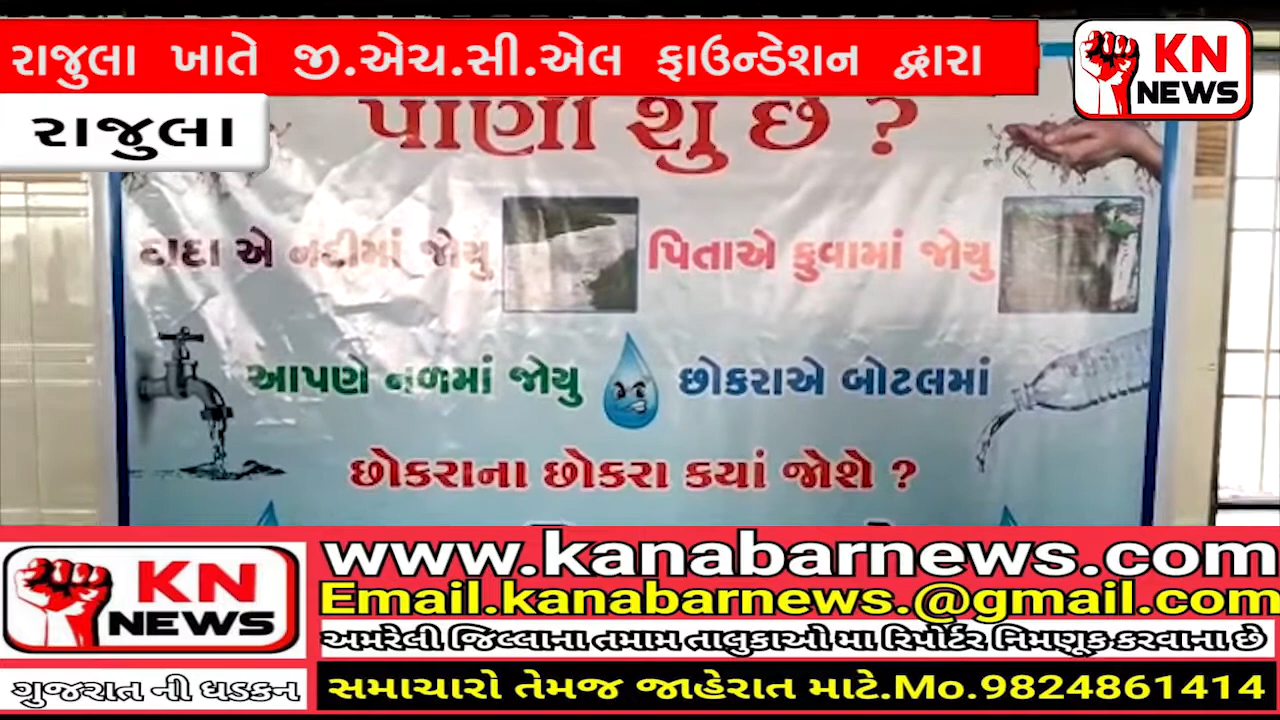 રાજુલા ખાતે જી.એચ.સી.એલ ફાઉન્ડેશન દ્વારા
KN
NEWS
રાજુલા
પાણી શું છે ?
દાદા એ નદીમાં જોયુ
પિતાએ કુવામાં જોયુ
આપણે નળમાં જોયુ
છોકરાએ બોટલમાં
છોકરાના છોકરા કયાં જોશે ?
KN
NEWS
www.kanabarnews.com
Email.kanabarnews.@gmail.com
અમરેલી જિલ્લાના તમામ તાલુકાઓ મા રિપોર્ટર નિમણૂક કરવાના છે
ગુજરાત ની ધડકન
સમાચારો તેમજ જાહેરાત માટે.Mo.9824861414